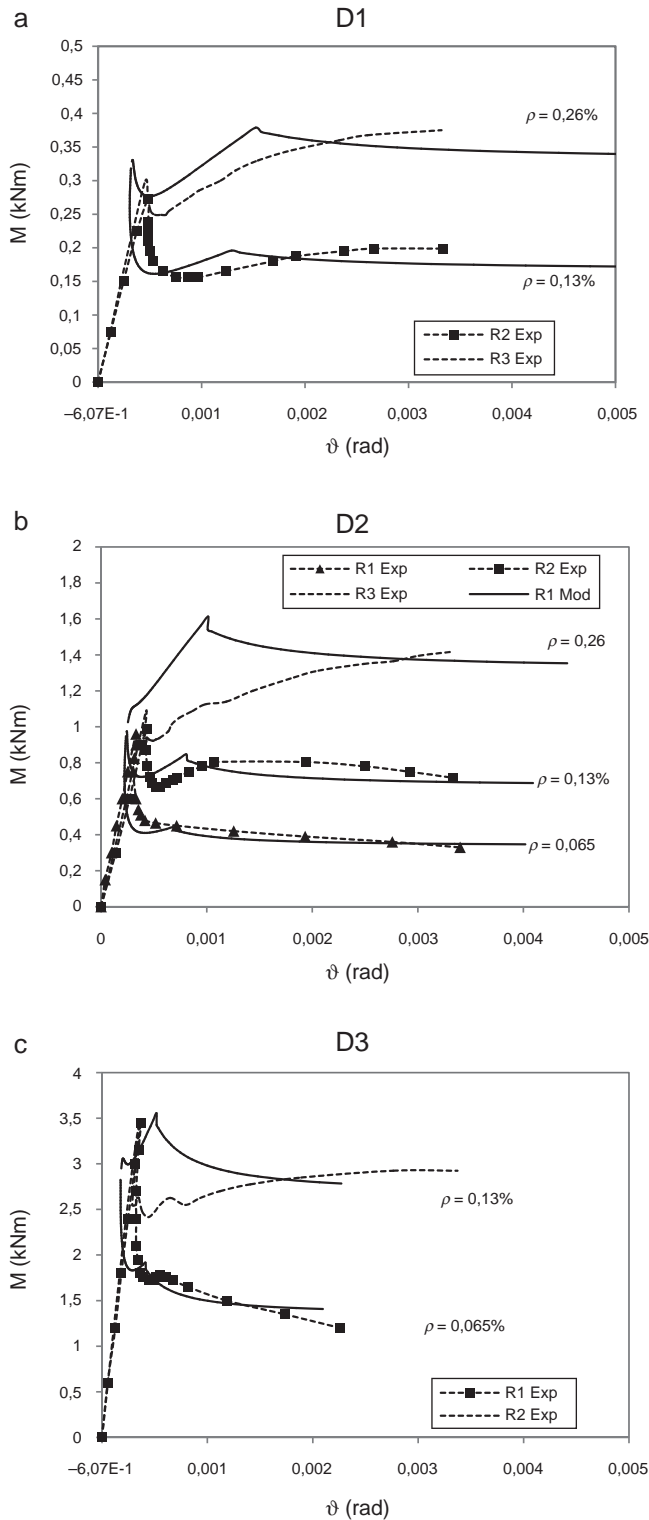 a
D1
0,5
0,45
0,4
0,35
0,3
0,25
0,2
0,15
0,1
0,05
0
M (kNm)
ρ = 0,26%
ρ = 0,13%
R2 Exp
R3 Exp
–6,07E-1 0,001 0,002 0,003 0,004 0,005
ϑ (rad)
b
D2
2
1,8
1,6
1,4
1,2
1
0,8
0,6
0,4
0,2
0
M (kNm)
R1 Exp R2 Exp
R3 Exp R1 Mod
ρ = 0,26
ρ = 0,13%
ρ = 0,065
0 0,001 0,002 0,003 0,004 0,005
ϑ (rad)
c
D3
4
3,5
3
2,5
2
1,5
1
0,5
0
M (kNm)
ρ = 0,13%
ρ = 0,065%
R1 Exp
R2 Exp
–6,07E-1 0,001 0,002 0,003 0,004 0,005
ϑ (rad)